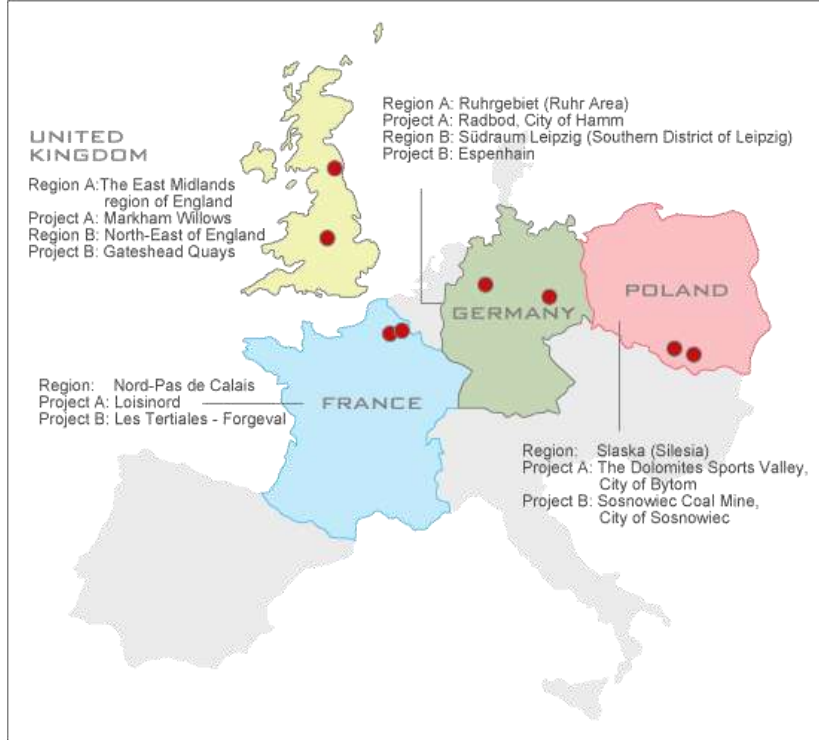 UNITED
KINGDOM
Region A:The East Midlands
region of England
Project A: Markham Willows
Region B: North-East of England
Project B: Gateshead Quays
Region A: Ruhrgebiet (Ruhr Area)
Project A: Radbod, City of Hamm
Region B: Südraum Leipzig (Southern District of Leipzig)
Project B: Espenhain
GERMANY
POLAND
Region: Nord-Pas de Calais
Project A: Loisinord
Project B: Les Tertiales - Forgeval
FRANCE
Region: Slaska (Silesia)
Project A: The Dolomites Sports Valley,
City of Bytom
Project B: Sosnowiec Coal Mine,
City of Sosnowiec